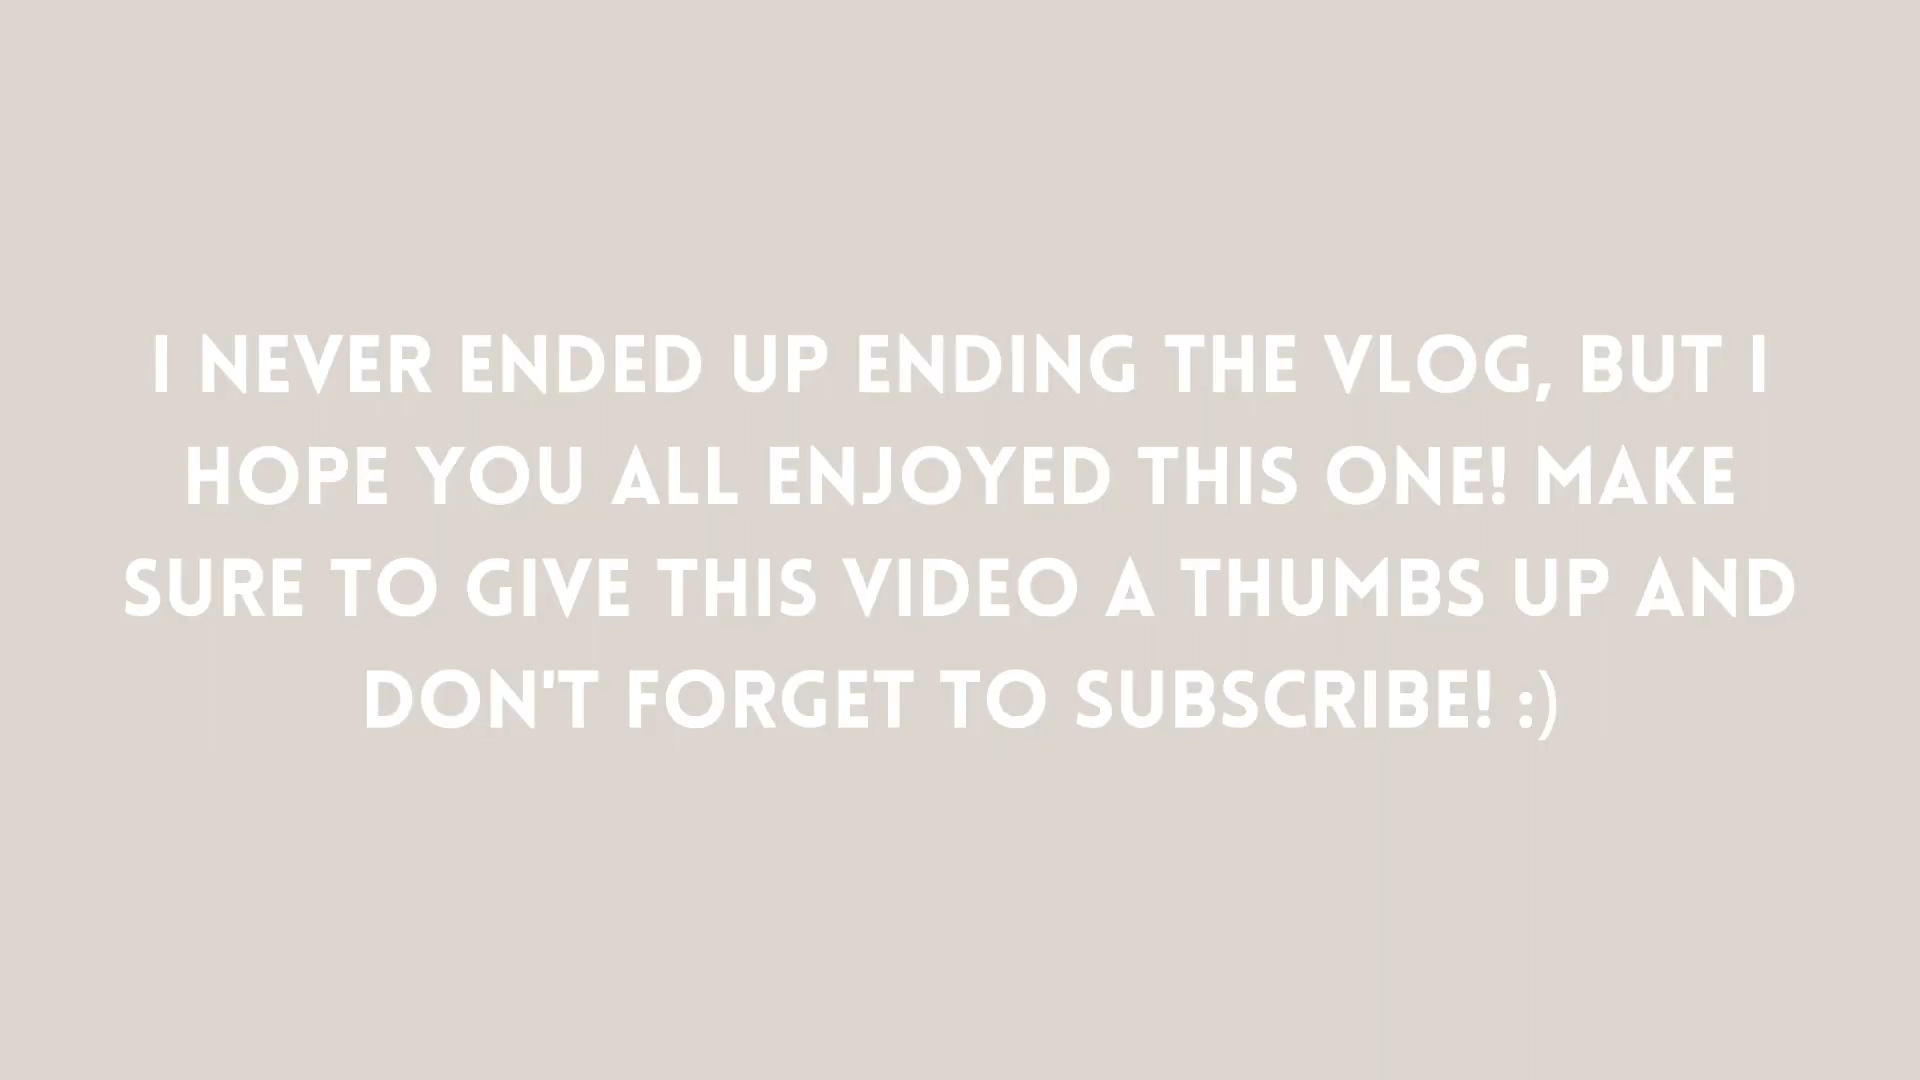 I NEVER ENDED UP ENDING THE VLOG, BUT I
HOPE YOU ALL ENJOYED THIS ONE! MAKE
SURE TO GIVE THIS VIDEO A THUMBS UP AND
DON'T FORGET TO SUBSCRIBE! :)